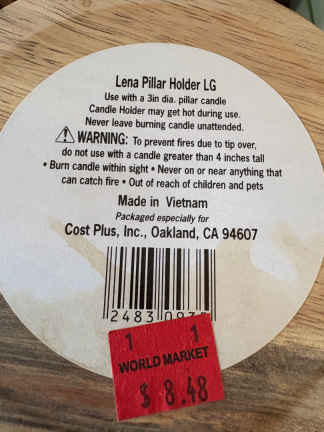 Lena Pillar Holder LG
Use with a 3in dia. pillar candle
Candle Holder may get hot during use.
Never leave burning candle unattended.
WARNING: To prevent fires due to tip over,
do not use with a candle greater than 4 inches tall
• Burn candle within sight • Never on or near anything that
can catch fire • Out of reach of children and pets
Made in Vietnam
Packaged especially for
Cost Plus, Inc., Oakland, CA 94607
2483
1 1
WORLD MARKET
$ 8.48